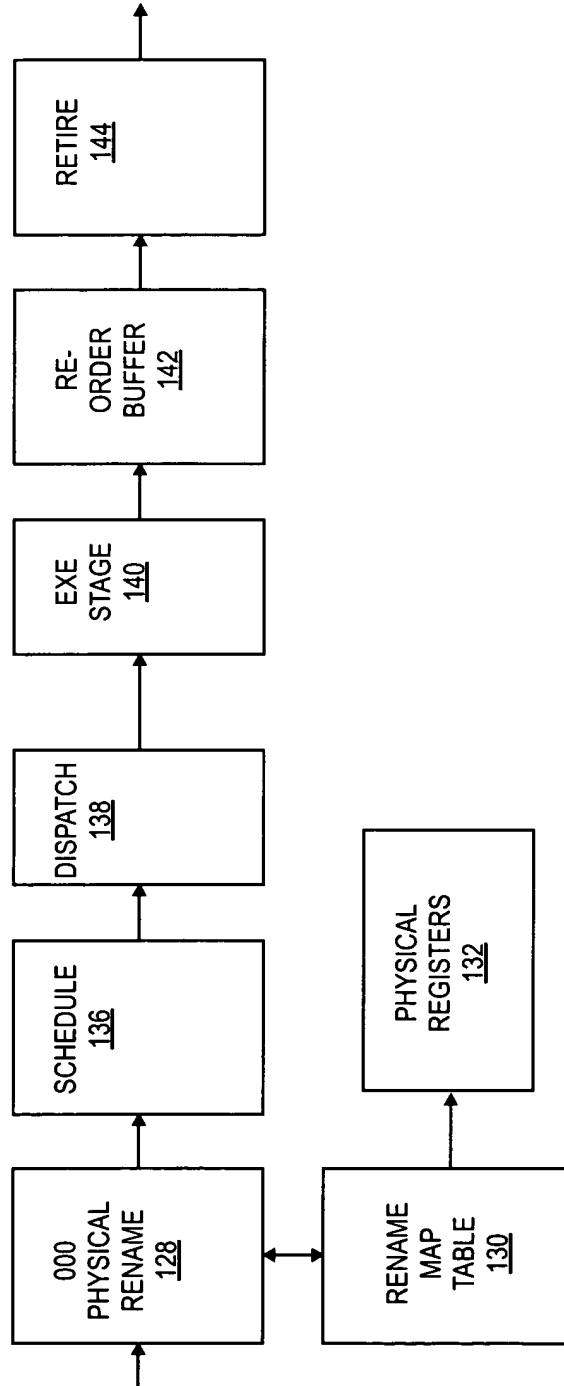 000
PHYSICAL
RENAME
128
SCHEDULE
136
DISPATCH
138
EXE
STAGE
140
RE-
ORDER
BUFFER
142
RETIRE
144
RENAME
MAP
TABLE
130
PHYSICAL
REGISTERS
132